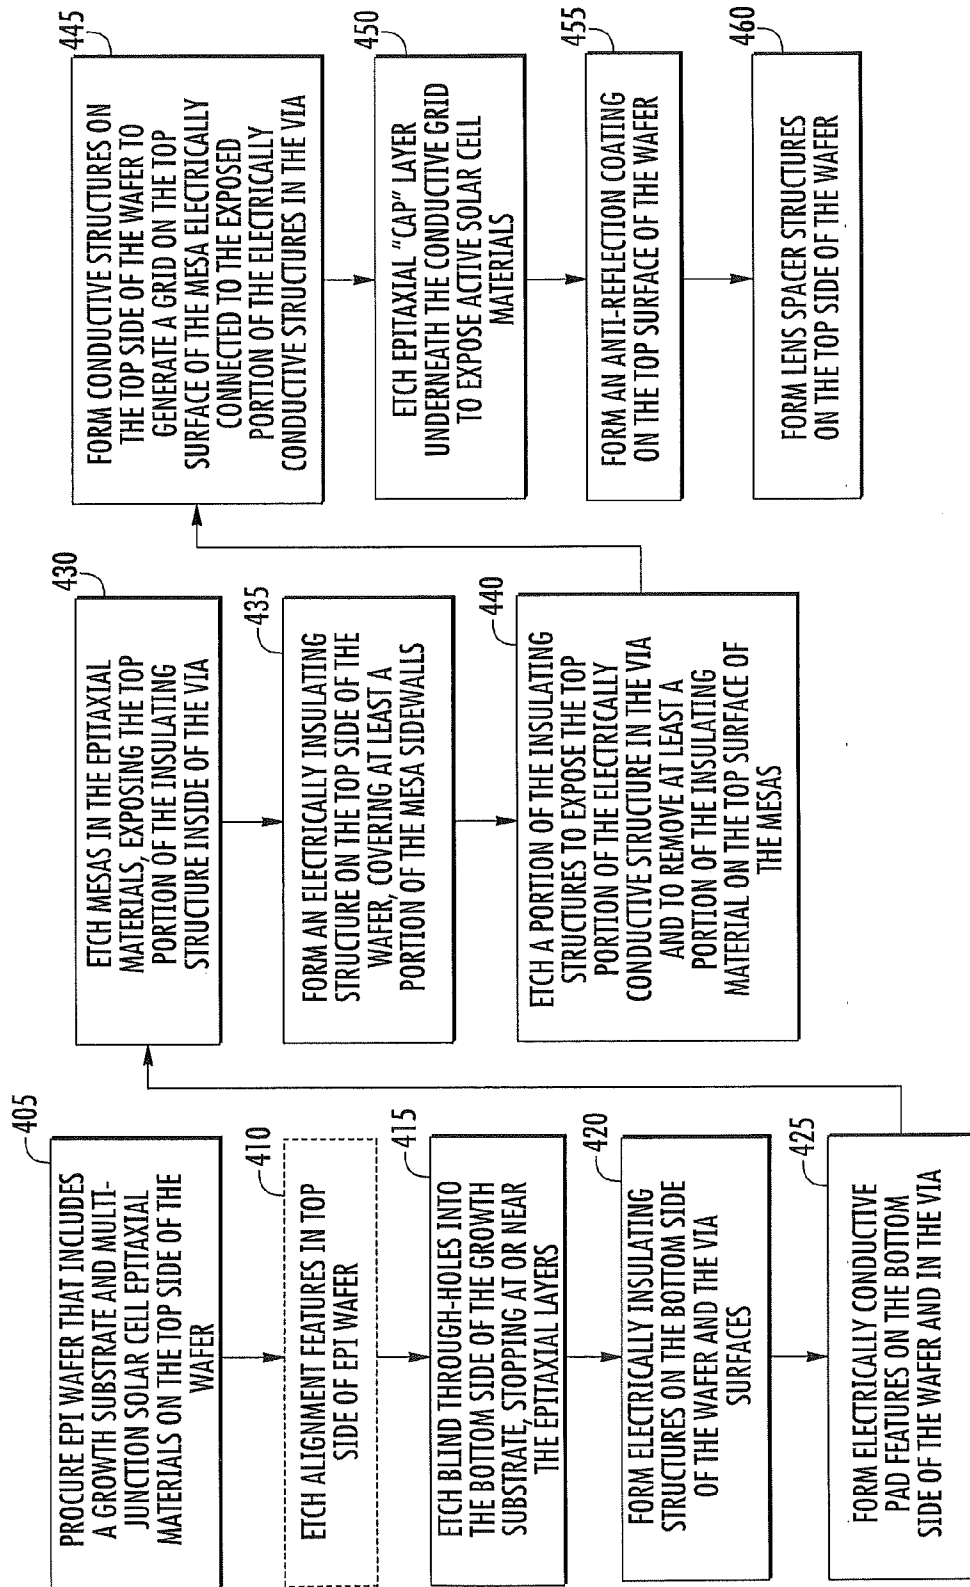 405
PROCURE EPI WAFER THAT INCLUDES
A GROWTH SUBSTRATE AND MULTI-
JUNCTION SOLAR CELL EPITAXIAL
MATERIALS ON THE TOP SIDE OF THE
WAFER
410
ETCH ALIGNMENT FEATURES IN TOP
SIDE OF EPI WAFER
415
ETCH BLIND THROUGH-HOLES INTO
THE BOTTOM SIDE OF THE GROWTH
SUBSTRATE, STOPPING AT OR NEAR
THE EPITAXIAL LAYERS
420
FORM ELECTRICALLY INSULATING
STRUCTURES ON THE BOTTOM SIDE
OF THE WAFER AND THE VIA
SURFACES
425
FORM ELECTRICALLY CONDUCTIVE
PAD FEATURES ON THE BOTTOM
SIDE OF THE WAFER AND IN THE VIA
430
ETCH MESAS IN THE EPITAXIAL
MATERIALS, EXPOSING THE TOP
PORTION OF THE INSULATING
STRUCTURE INSIDE OF THE VIA
435
FORM AN ELECTRICALLY INSULATING
STRUCTURE ON THE TOP SIDE OF THE
WAFER, COVERING AT LEAST A
PORTION OF THE MESA SIDEWALLS
440
ETCH A PORTION OF THE INSULATING
STRUCTURES TO EXPOSE THE TOP
PORTION OF THE ELECTRICALLY
CONDUCTIVE STRUCTURE IN THE VIA
AND TO REMOVE AT LEAST A
PORTION OF THE INSULATING
MATERIAL ON THE TOP SURFACE OF
THE MESAS
445
FORM CONDUCTIVE STRUCTURES ON
THE TOP SIDE OF THE WAFER TO
GENERATE A GRID ON THE TOP
SURFACE OF THE MESA ELECTRICALLY
CONNECTED TO THE EXPOSED
PORTION OF THE ELECTRICALLY
CONDUCTIVE STRUCTURES IN THE VIA
450
ETCH EPITAXIAL "CAP" LAYER
UNDERNEATH THE CONDUCTIVE GRID
TO EXPOSE ACTIVE SOLAR CELL
MATERIALS
455
FORM AN ANTI-REFLECTION COATING
ON THE TOP SURFACE OF THE WAFER
460
FORM LENS SPACER STRUCTURES
ON THE TOP SIDE OF THE WAFER